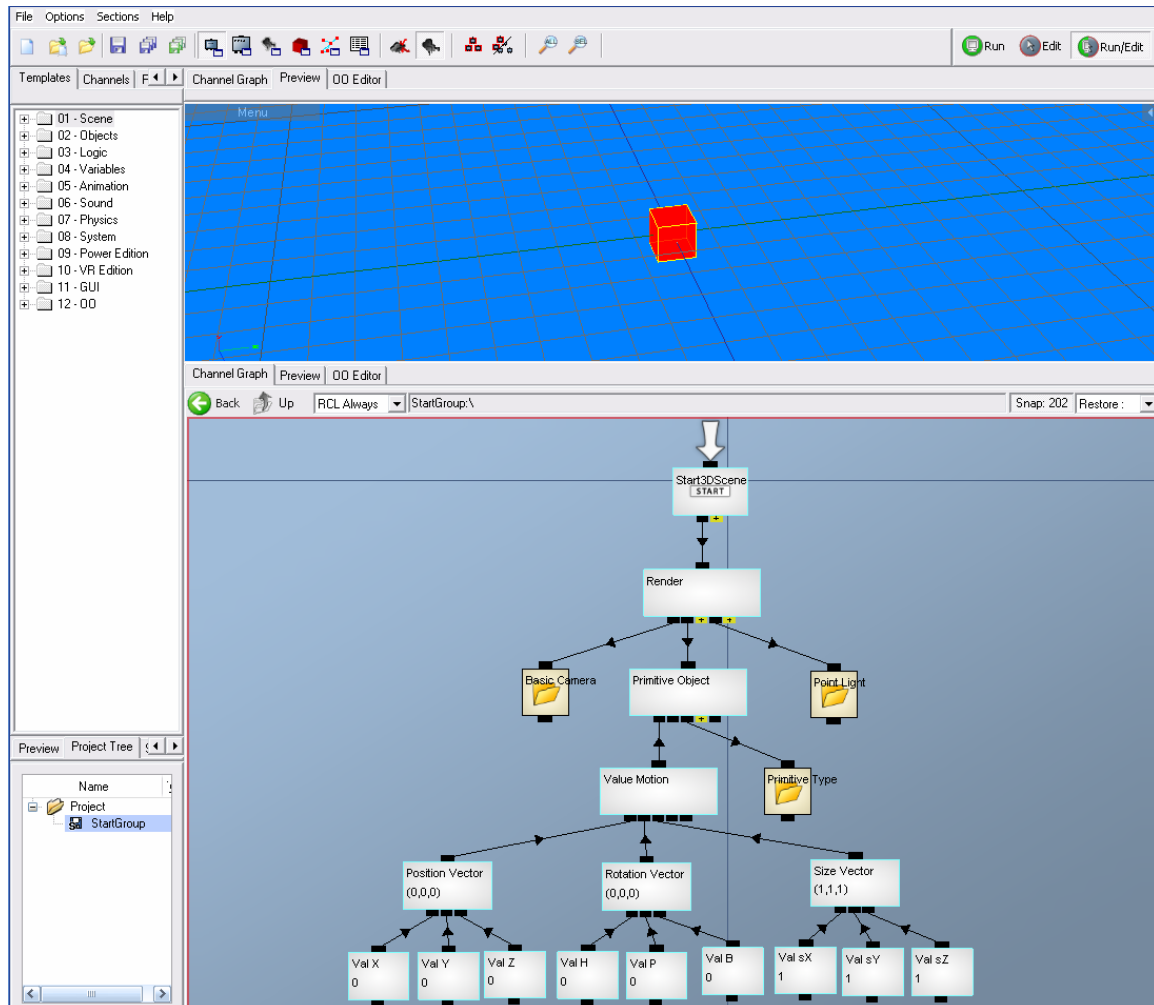 File Options Sections Help
ALL SEL Run Edit Run/Edit
Templates Channels F
Channel Graph Preview OO Editor
Menu
01 - Scene
02 - Objects
03 - Logic
04 - Variables
05 - Animation
06 - Sound
07 - Physics
08 - System
09 - Power Edition
10 - VR Edition
11 - GUI
12 - OO
Channel Graph Preview OO Editor
Back Up RCL Always StartGroup:\ Snap: 202 Restore :
Start3DScene
START
Render
Basic Camera Primitive Object Point Light
Value Motion Primitive Type
Position Vector Rotation Vector Size Vector
(0,0,0) (0,0,0) (1,1,1)
Val X Val Y Val Z Val H Val P Val B Val sX Val sY Val sZ
0 0 0 0 0 0 1 1 1
Preview Project Tree
Name
Project
StartGroup